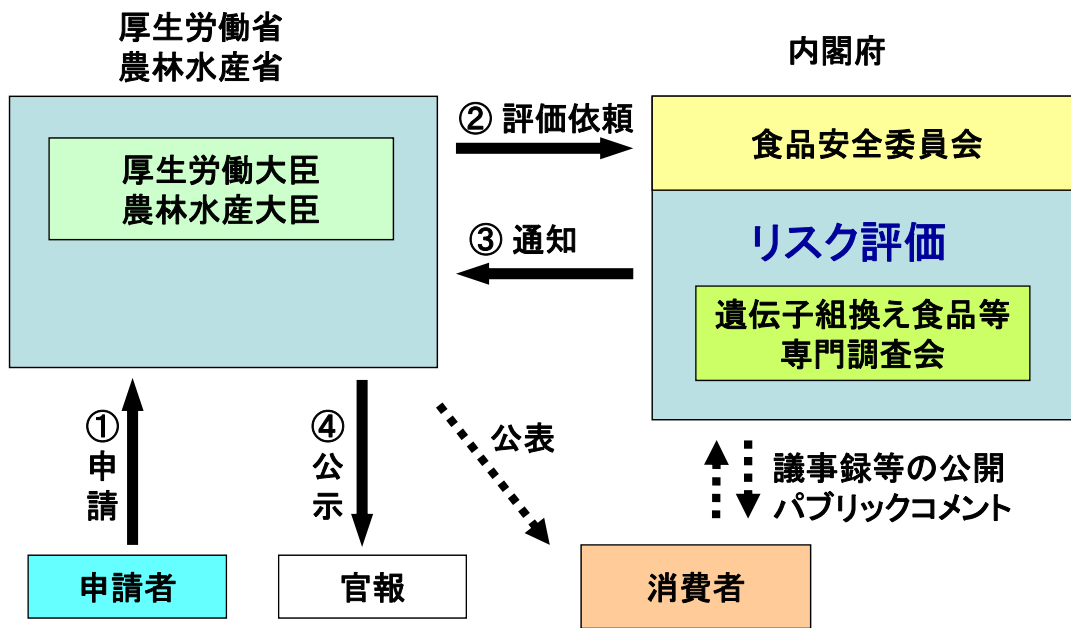 厚生労働省
農林水産省
内閣府
厚生労働大臣
農林水産大臣
② 評価依頼
食品安全委員会
③ 通知
リスク評価
遺伝子組換え食品等
専門調査会
①申請
④公示
公表
議事録等の公開
パブリックコメント
申請者
官報
消費者